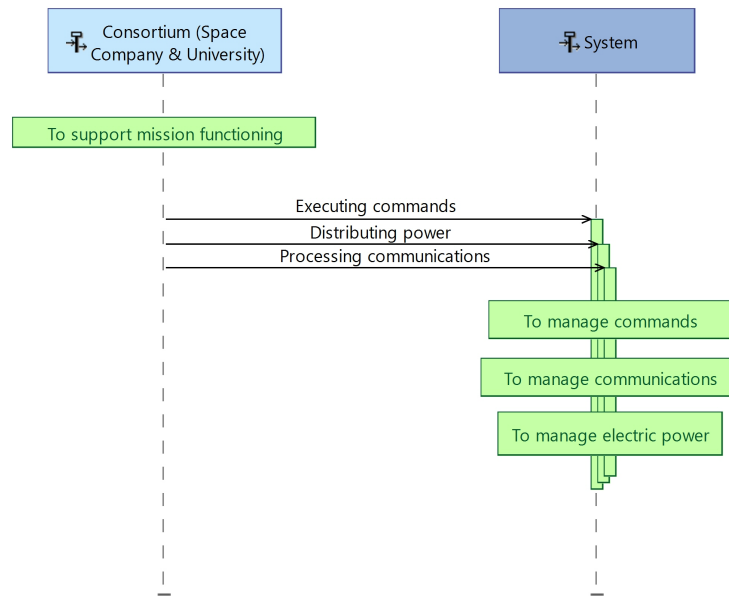 Consortium (Space
Company & University)
System
To support mission functioning
Executing commands
Distributing power
Processing communications
To manage commands
To manage communications
To manage electric power